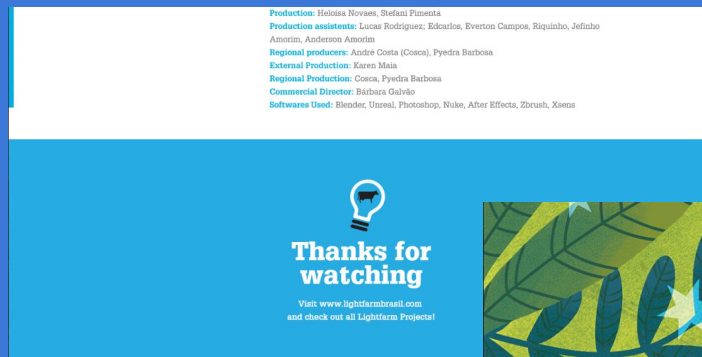 Production: Heloisa Novaes, Stefani Pimenta
Production assistents: Lucas Rodriguez; Edcarlos, Everton Campos, Riquinho, Jefinho
Amorim, Anderson Amorim
Regional producers: André Costa (Cosca), Pyedra Barbosa
External Production: Karen Maia
Regional Production: Cosca, Pyedra Barbosa
Commercial Director: Bárbara Galvão
Softwares Used: Blender, Unreal, Photoshop, Nuke, After Effects, Zbrush, Xsens
Thanks for
watching
Visit www.lightfarmbrasil.com
and check out all Lightfarm Projects!